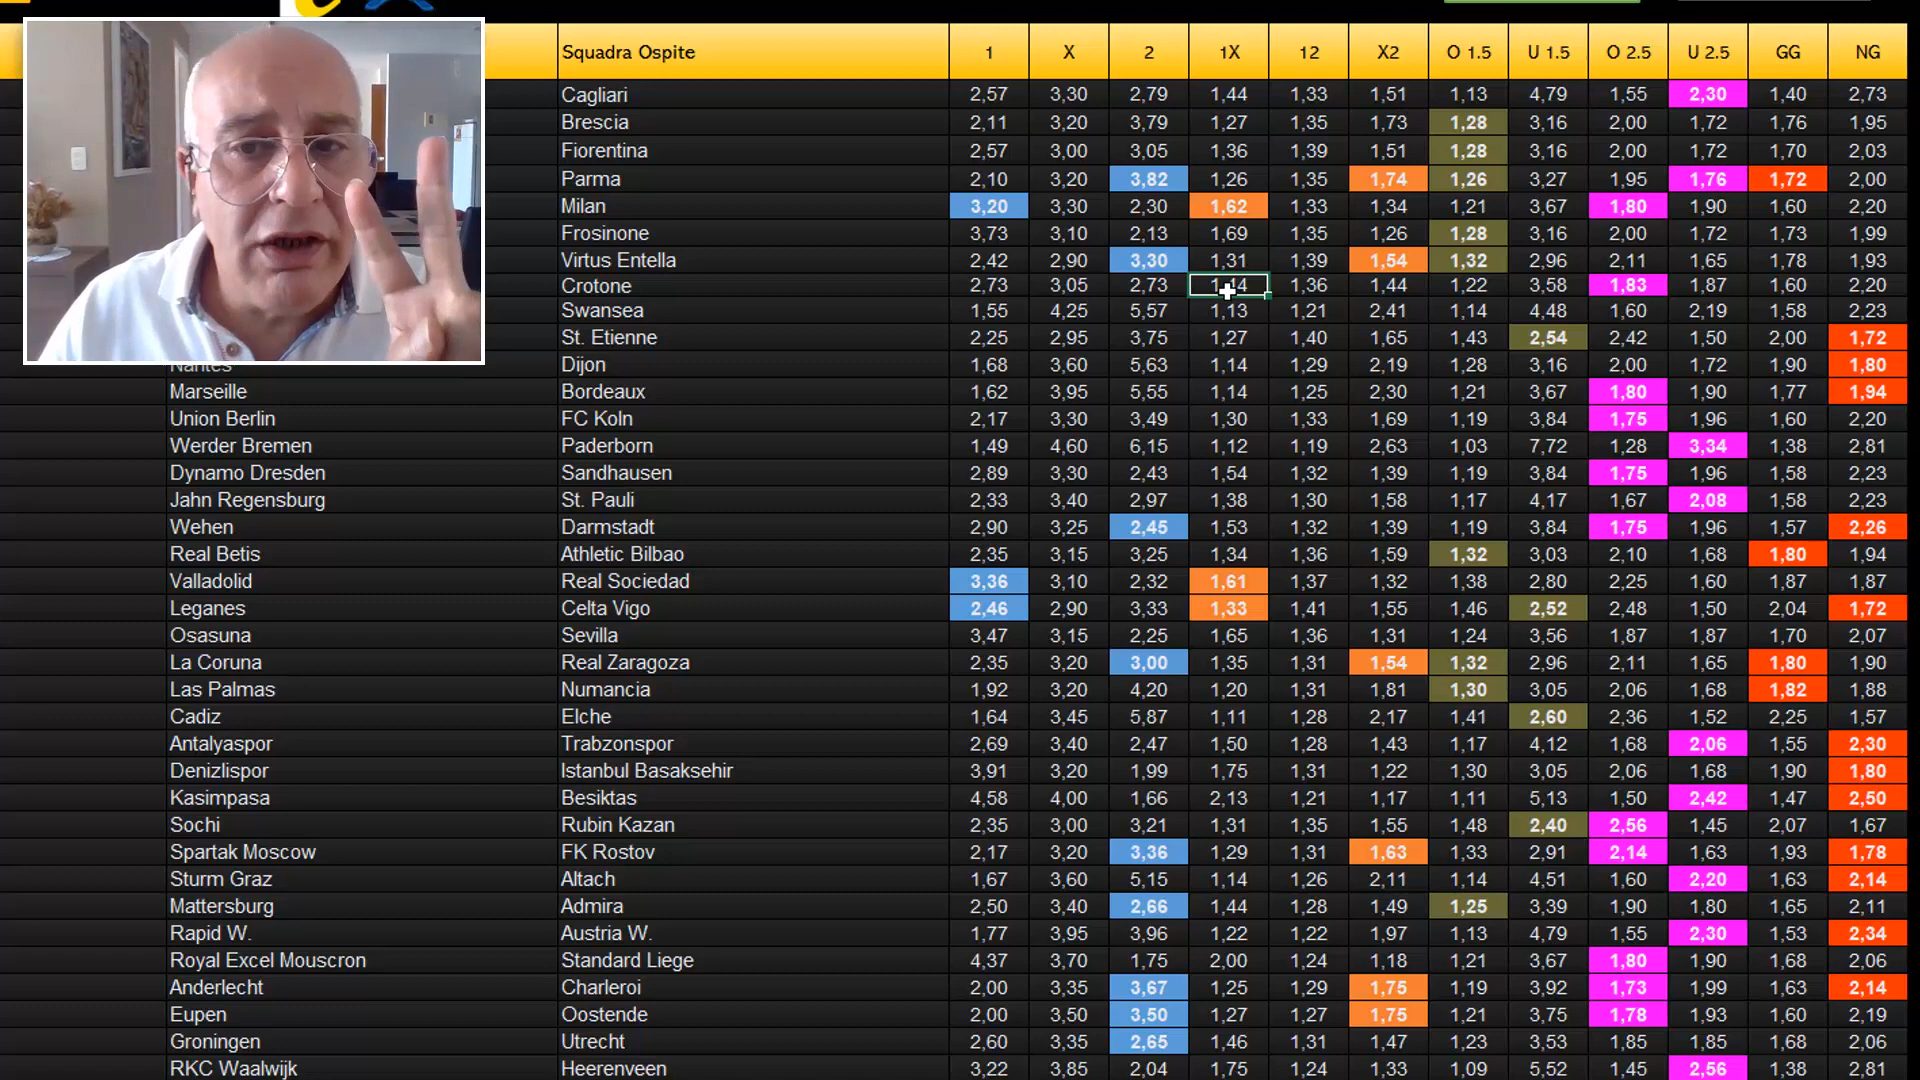 Squadra Ospite 1 X 2 1X 12 X2 O 1.5 U 1.5 O 2.5 U 2.5 GG NG
Cagliari 2,57 3,30 2,79 1,44 1,33 1,51 1,13 4,79 1,55 2,30 1,40 2,73
Brescia 2,11 3,20 3,79 1,27 1,35 1,73 1,28 3,16 2,00 1,72 1,76 1,95
Fiorentina 2,57 3,00 3,05 1,36 1,39 1,51 1,28 3,16 2,00 1,72 1,70 2,03
Parma 2,10 3,20 3,82 1,26 1,35 1,74 1,26 3,27 1,95 1,76 1,72 2,00
Milan 3,20 3,30 2,30 1,62 1,33 1,34 1,21 3,67 1,80 1,90 1,60 2,20
Frosinone 3,73 3,10 2,13 1,69 1,35 1,26 1,28 3,16 2,00 1,72 1,73 1,99
Virtus Entella 2,42 2,90 3,30 1,31 1,39 1,54 1,32 2,96 2,11 1,65 1,78 1,93
Crotone 2,73 3,05 2,73 1,36 1,44 1,22 3,58 1,83 1,87 1,60 2,20
Swansea 1,55 4,25 5,57 1,13 1,21 2,41 1,14 4,48 1,60 2,19 1,58 2,23
St. Etienne 2,25 2,95 3,75 1,27 1,40 1,65 1,43 2,54 2,42 1,50 2,00 1,72
Nantes Dijon 1,68 3,60 5,63 1,14 1,29 2,19 1,28 3,16 2,00 1,72 1,90 1,80
Marseille Bordeaux 1,62 3,95 5,55 1,14 1,25 2,30 1,21 3,67 1,80 1,90 1,77 1,94
Union Berlin FC Koln 2,17 3,30 3,49 1,30 1,33 1,69 1,19 3,84 1,75 1,96 1,60 2,20
Werder Bremen Paderborn 1,49 4,60 6,15 1,12 1,19 2,63 1,03 7,72 1,28 3,34 1,38 2,81
Dynamo Dresden Sandhausen 2,89 3,30 2,43 1,54 1,32 1,39 1,19 3,84 1,75 1,96 1,58 2,23
Jahn Regensburg St. Pauli 2,33 3,40 2,97 1,38 1,30 1,58 1,17 4,17 1,67 2,08 1,58 2,23
Wehen Darmstadt 2,90 3,25 2,45 1,53 1,32 1,39 1,19 3,84 1,75 1,96 1,57 2,26
Real Betis Athletic Bilbao 2,35 3,15 3,25 1,34 1,36 1,59 1,32 3,03 2,10 1,68 1,80 1,94
Valladolid Real Sociedad 3,36 3,10 2,32 1,61 1,37 1,32 1,38 2,80 2,25 1,60 1,87 1,87
Leganes Celta Vigo 2,46 2,90 3,33 1,33 1,41 1,55 1,46 2,52 2,48 1,50 2,04 1,72
Osasuna Sevilla 3,47 3,15 2,25 1,65 1,36 1,31 1,24 3,56 1,87 1,87 1,70 2,07
La Coruna Real Zaragoza 2,35 3,20 3,00 1,35 1,31 1,54 1,32 2,96 2,11 1,65 1,80 1,90
Las Palmas Numancia 1,92 3,20 4,20 1,20 1,31 1,81 1,30 3,05 2,06 1,68 1,82 1,88
Cadiz Elche 1,64 3,45 5,87 1,11 1,28 2,17 1,41 2,60 2,36 1,52 2,25 1,57
Antalyaspor Trabzonspor 2,69 3,40 2,47 1,50 1,28 1,43 1,17 4,12 1,68 2,06 1,55 2,30
Denizlispor Istanbul Basaksehir 3,91 3,20 1,99 1,75 1,31 1,22 1,30 3,05 2,06 1,68 1,90 1,80
Kasimpasa Besiktas 4,58 4,00 1,66 2,13 1,21 1,17 1,11 5,13 1,50 2,42 1,47 2,50
Sochi Rubin Kazan 2,35 3,00 3,21 1,31 1,35 1,55 1,48 2,40 2,56 1,45 2,07 1,67
Spartak Moscow FK Rostov 2,17 3,20 3,36 1,29 1,31 1,63 1,33 2,91 2,14 1,63 1,93 1,78
Sturm Graz Altach 1,67 3,60 5,15 1,14 1,26 2,11 1,14 4,51 1,60 2,20 1,63 2,14
Mattersburg Admira 2,50 3,40 2,66 1,44 1,28 1,49 1,25 3,39 1,90 1,80 1,65 2,11
Rapid W. Austria W. 1,77 3,95 3,96 1,22 1,22 1,97 1,13 4,79 1,55 2,30 1,53 2,34
Royal Excel Mouscron Standard Liege 4,37 3,70 1,75 2,00 1,24 1,18 1,21 3,67 1,80 1,90 1,68 2,06
Anderlecht Charleroi 2,00 3,35 3,67 1,25 1,29 1,75 1,19 3,92 1,73 1,99 1,63 2,14
Eupen Oostende 2,00 3,50 3,50 1,27 1,27 1,75 1,21 3,75 1,78 1,93 1,60 2,19
Groningen Utrecht 2,60 3,35 2,65 1,46 1,31 1,47 1,23 3,53 1,85 1,85 1,68 2,06
RKC Waalwijk Heerenveen 3,22 3,85 2,04 1,75 1,24 1,33 1,09 5,52 1,45 2,56 1,38 2,81